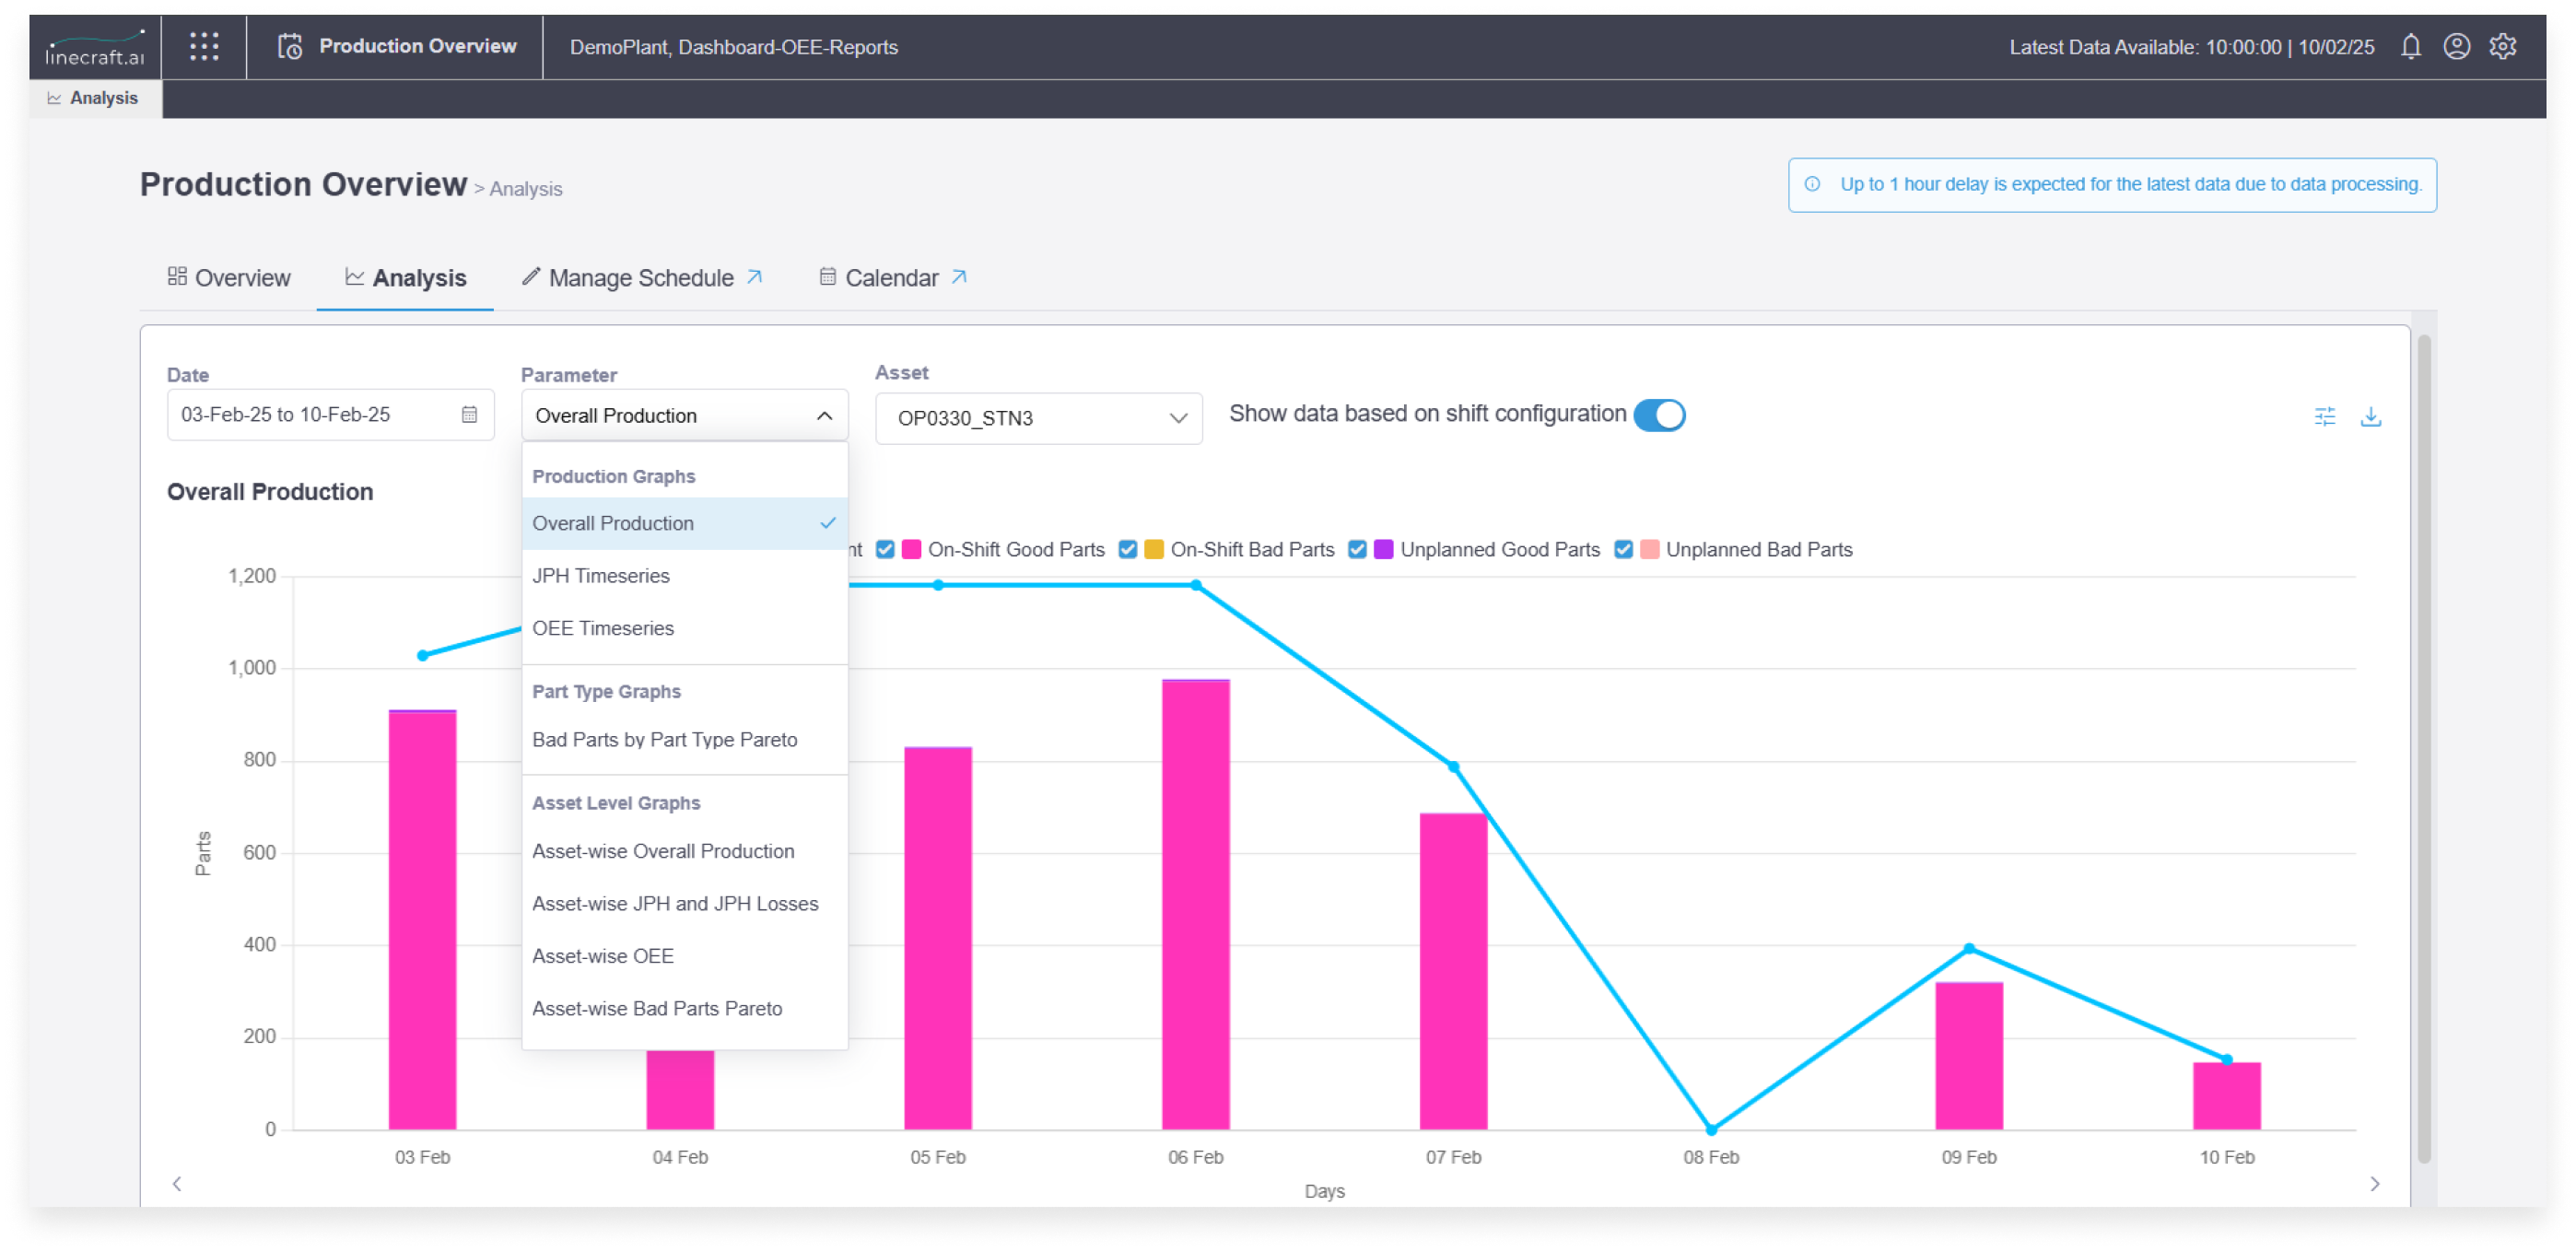 linecraft.ai
Production Overview
DemoPlant, Dashboard-OEE-Reports
Latest Data Available: 10:00:00 | 10/02/25
Analysis
Production Overview > Analysis
Up to 1 hour delay is expected for the latest data due to data processing.
Overview
Analysis
Manage Schedule
Calendar
Date
Parameter
Asset
03-Feb-25 to 10-Feb-25
Overall Production
OP0330_STN3
Show data based on shift configuration
Overall Production
Production Graphs
Overall Production
JPH Timeseries
OEE Timeseries
Part Type Graphs
Bad Parts by Part Type Pareto
Asset Level Graphs
Asset-wise Overall Production
Asset-wise JPH and JPH Losses
Asset-wise OEE
Asset-wise Bad Parts Pareto
On-Shift Good Parts
On-Shift Bad Parts
Unplanned Good Parts
Unplanned Bad Parts
1,200
1,000
800
600
400
200
0
Parts
03 Feb
04 Feb
05 Feb
06 Feb
07 Feb
08 Feb
09 Feb
10 Feb
Days